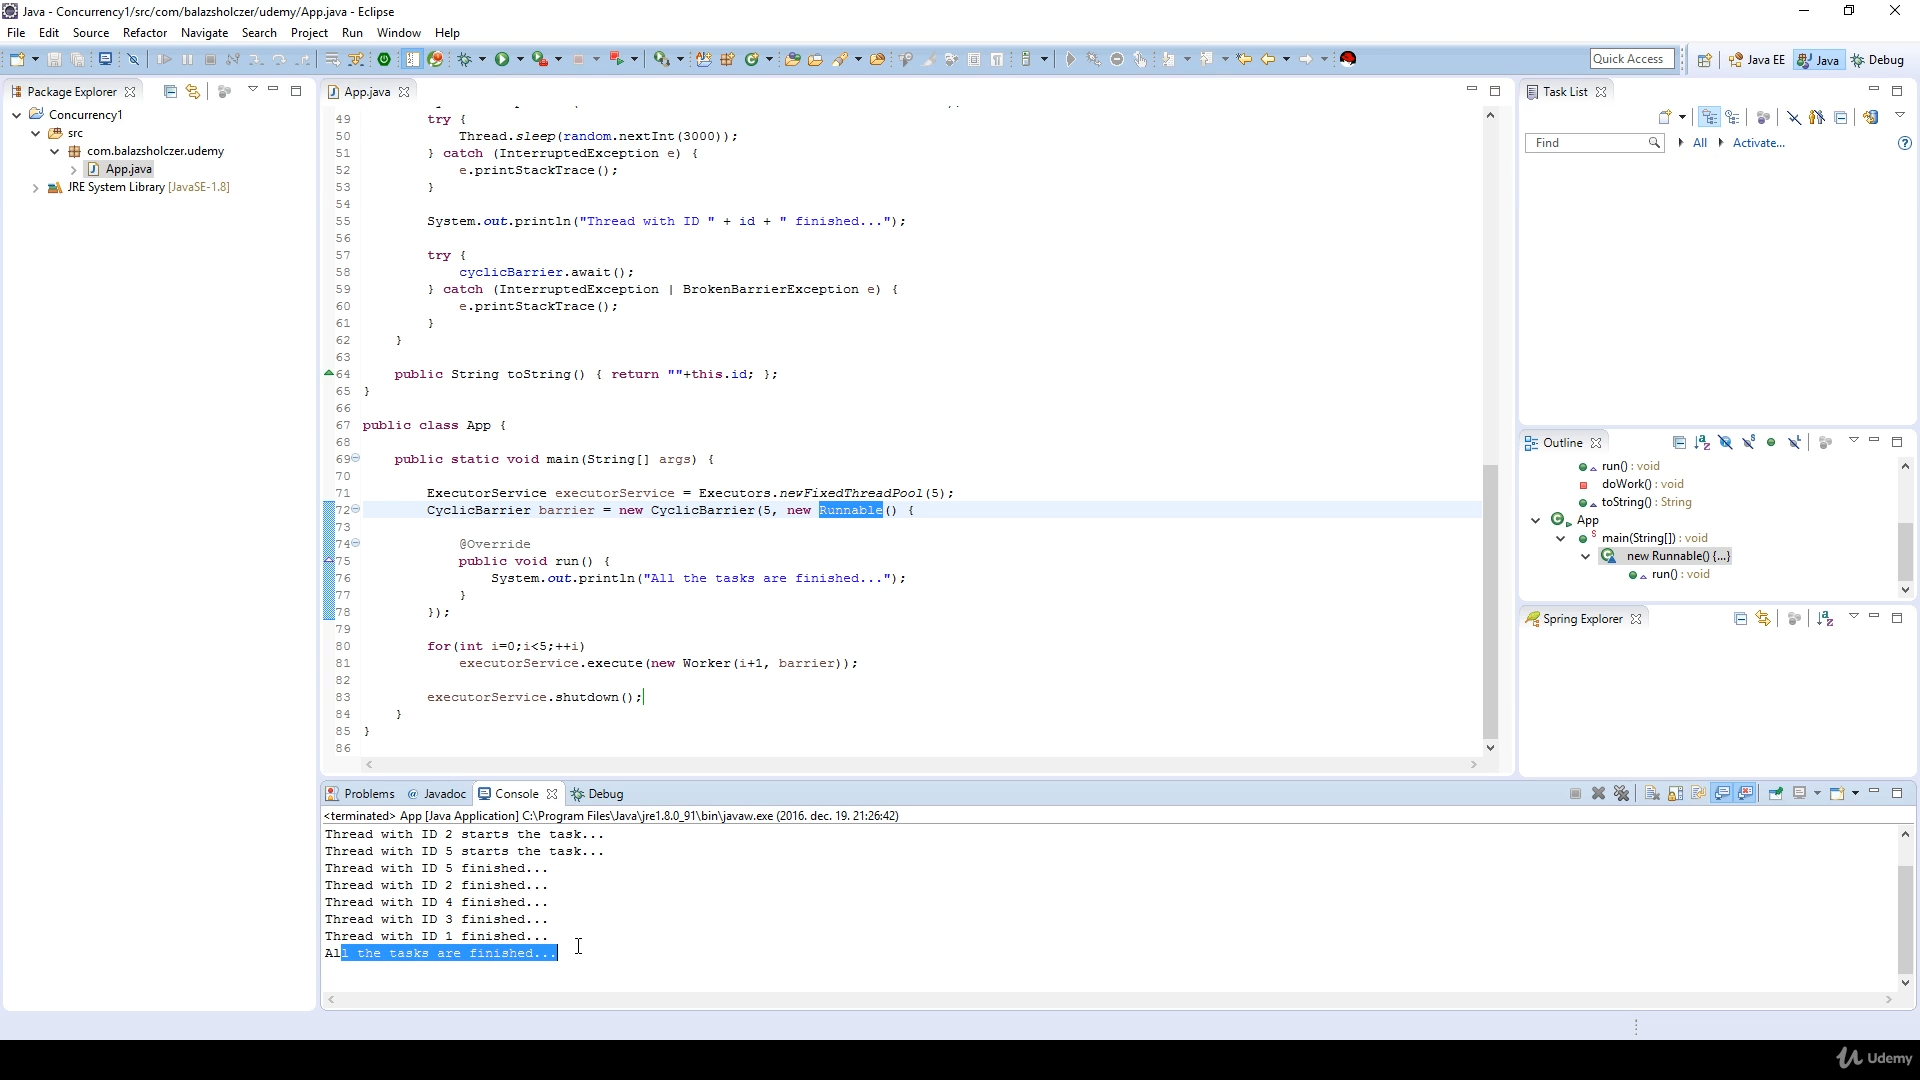 Java - Concurrency1/src/com/balazsholczer/udemy/App.java - Eclipse
File Edit Source Refactor Navigate Search Project Run Window Help
Quick Access Java EE Java Debug
Package Explorer
Concurrency1
src
com.balazsholczer.udemy
App.java
JRE System Library [JavaSE-1.8]
App.java
49 try {
50 Thread.sleep(random.nextInt(3000));
51 } catch (InterruptedException e) {
52 e.printStackTrace();
53 }
54
55 System.out.println("Thread with ID " + id + " finished...");
56
57 try {
58 cyclicBarrier.await();
59 } catch (InterruptedException | BrokenBarrierException e) {
60 e.printStackTrace();
61 }
62 }
63
64 public String toString() { return ""+this.id; };
65 }
66
67 public class App {
68
69 public static void main(String[] args) {
70
71 ExecutorService executorService = Executors.newFixedThreadPool(5);
72 CyclicBarrier barrier = new CyclicBarrier(5, new Runnable() {
73
74 @Override
75 public void run() {
76 System.out.println("All the tasks are finished...");
77 }
78 });
79
80 for(int i=0;i<5;++i)
81 executorService.execute(new Worker(i+1, barrier));
82
83 executorService.shutdown();
84 }
85 }
86
Task List
Find All Activate...
Outline
run() : void
doWork() : void
toString() : String
App
main(String[]) : void
new Runnable() {...}
run() : void
Spring Explorer
Problems @ Javadoc Console Debug
<terminated> App [Java Application] C:\Program Files\Java\jre1.8.0_91\bin\javaw.exe (2016. dec. 19. 21:26:42)
Thread with ID 2 starts the task...
Thread with ID 5 starts the task...
Thread with ID 5 finished...
Thread with ID 2 finished...
Thread with ID 4 finished...
Thread with ID 3 finished...
Thread with ID 1 finished...
All the tasks are finished...
Udemy